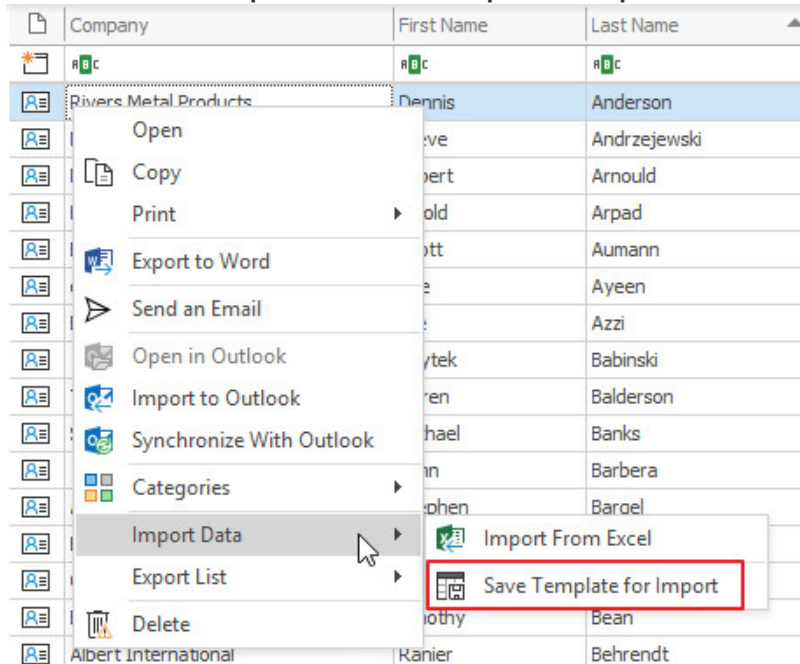 Company First Name Last Name
Rivers Metal Products Dennis Anderson
Andrzejewski
Arnould
Arpad
Aumann
Ayeen
Azzi
Babinski
Balderson
Banks
Barbera
Bargel
Bean
Albert International Ranier Behrendt
Open
Copy
Print
Export to Word
Send an Email
Open in Outlook
Import to Outlook
Synchronize With Outlook
Categories
Import Data
Export List
Delete
Import From Excel
Save Template for Import